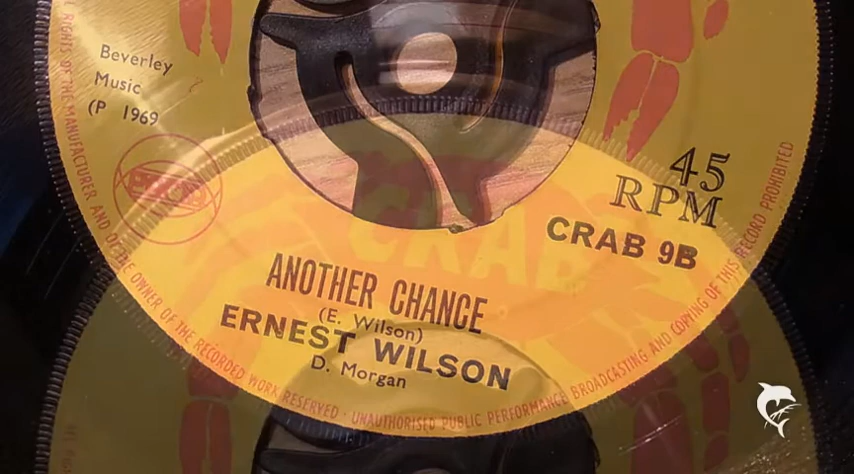 Beverley
Music
(P 1969
45
RPM
CRAB 9B
CRAB
ANOTHER CHANCE
(E. Wilson)
ERNEST WILSON
D. Morgan
RIGHTS OF THE MANUFACTURER AND OF THE OWNER OF THE RECORDED WORK RESERVED · UNAUTHORISED PUBLIC PERFORMANCE BROADCASTING AND COPYING OF THIS RECORD PROHIBITED